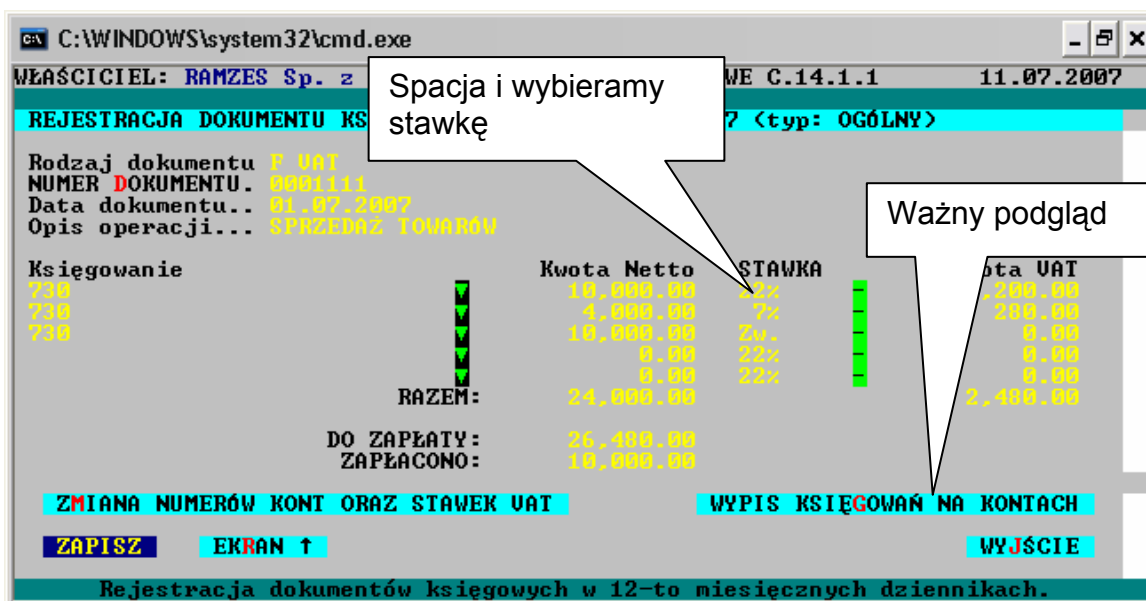 C:\WINDOWS\system32\cmd.exe
WŁAŚCICIEL: RAMZES Sp. z WE C.14.1.1 11.07.2007
Spacja i wybieramy
stawkę
REJESTRACJA DOKUMENTU KS 7 (typ: OGÓLNY)
Rodzaj dokumentu F VAT
NUMER DOKUMENTU. 0001111
Data dokumentu.. 01.07.2007
Opis operacji... SPRZEDAŻ TOWARÓW
Ważny podgląd
Księgowanie Kwota Netto STAWKA ota VAT
730 10,000.00 22% ,200.00
730 4,000.00 7% 280.00
730 10,000.00 Zw. 0.00
0.00 22% 0.00
0.00 22% 0.00
RAZEM: 24,000.00 2,480.00
DO ZAPŁATY: 26,480.00
ZAPŁACONO: 10,000.00
ZMIANA NUMERÓW KONT ORAZ STAWEK VAT WYPIS KSIĘGOWAŃ NA KONTACH
ZAPISZ EKRAN ↑ WYJŚCIE
Rejestracja dokumentów księgowych w 12-to miesięcznych dziennikach.